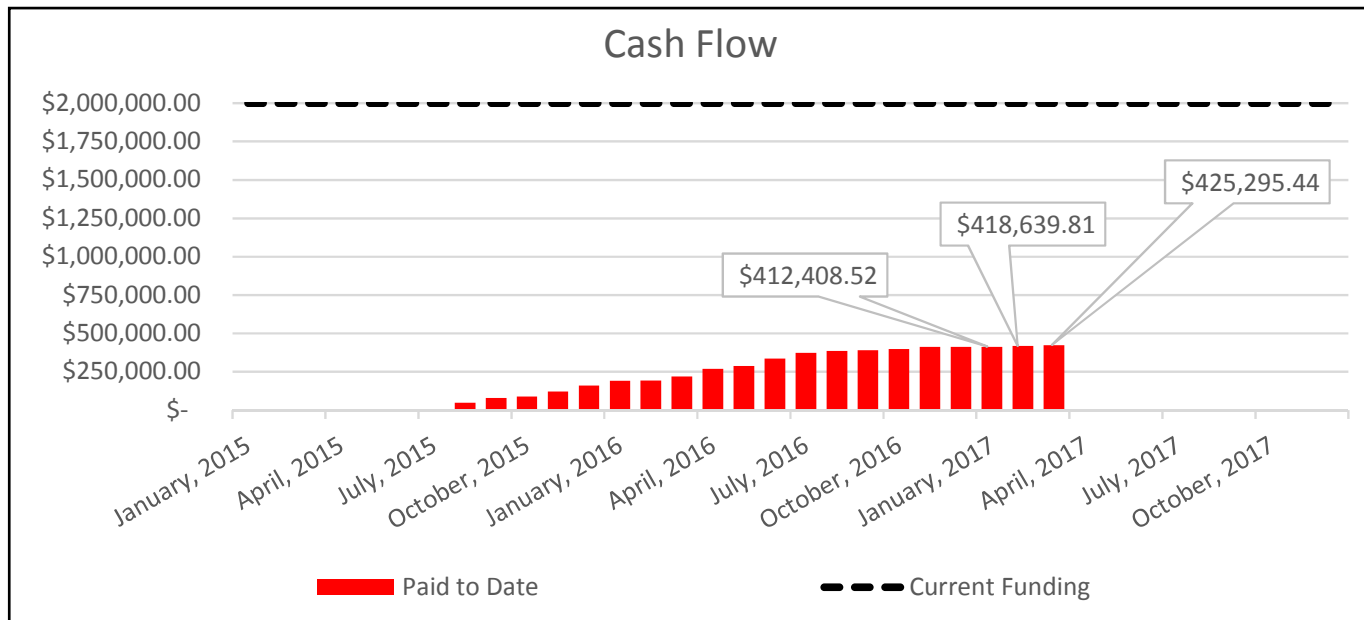 Cash Flow
$2,000,000.00
$1,750,000.00
$1,500,000.00
$1,250,000.00
$1,000,000.00
$750,000.00
$500,000.00
$250,000.00
$-
$425,295.44
$418,639.81
$412,408.52
January, 2015
April, 2015
July, 2015
October, 2015
January, 2016
April, 2016
July, 2016
October, 2016
January, 2017
April, 2017
July, 2017
October, 2017
Paid to Date
Current Funding